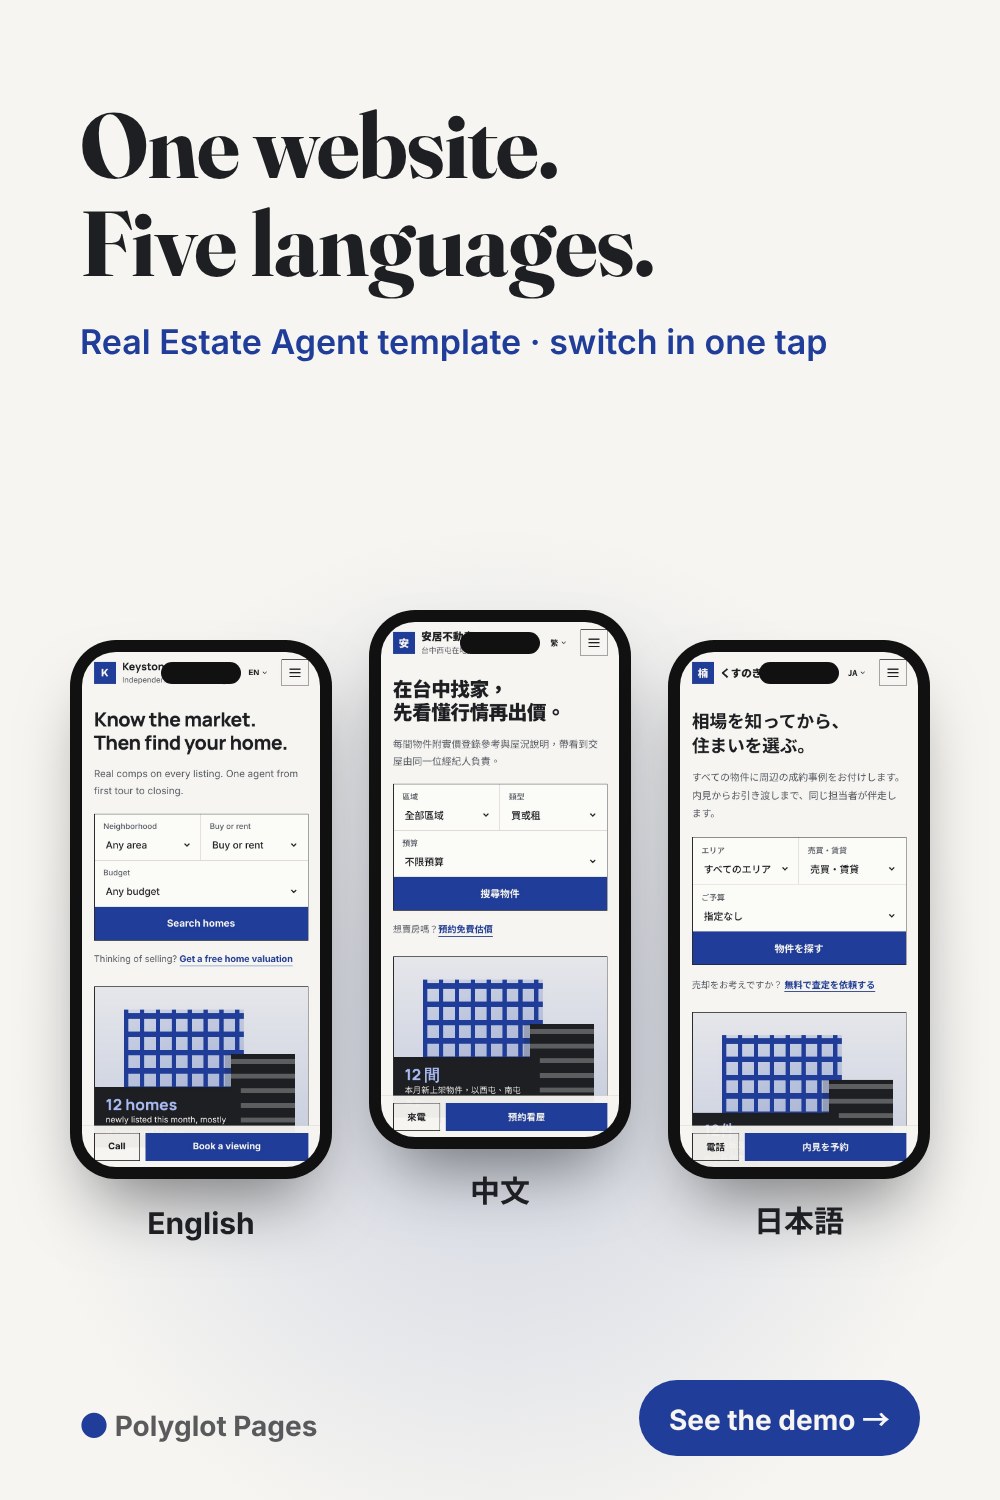 One website.
Five languages.
Real Estate Agent template · switch in one tap
K
EN
Know the market.
Then find your home.
Real comps on every listing. One agent from
first tour to closing.
Neighborhood
Buy or rent
Any area
Buy or rent
Budget
Any budget
Search homes
Thinking of selling? Get a free home valuation
12 homes
newly listed this month, mostly
Call
Book a viewing
English
安
安居不動
繁
在台中找家，
先看懂行情再出價。
每間物件附實價登錄參考與屋況說明，帶看到交
屋由同一位經紀人負責。
區域
類型
全部區域
買或租
預算
不限預算
搜尋物件
想賣房嗎？預約免費估價
12 間
本月新上架物件，以西屯、南屯
來電
預約看屋
中文
楠
くすのき
JA
相場を知ってから、
住まいを選ぶ。
すべての物件に周辺の成約事例をお付けします。
内見からお引き渡しまで、同じ担当者が伴走し
ます。
エリア
売買・賃貸
すべてのエリア
売買・賃貸
ご予算
指定なし
物件を探す
売却をお考えですか？ 無料で査定を依頼する
電話
内見を予約
日本語
Polyglot Pages
See the demo →